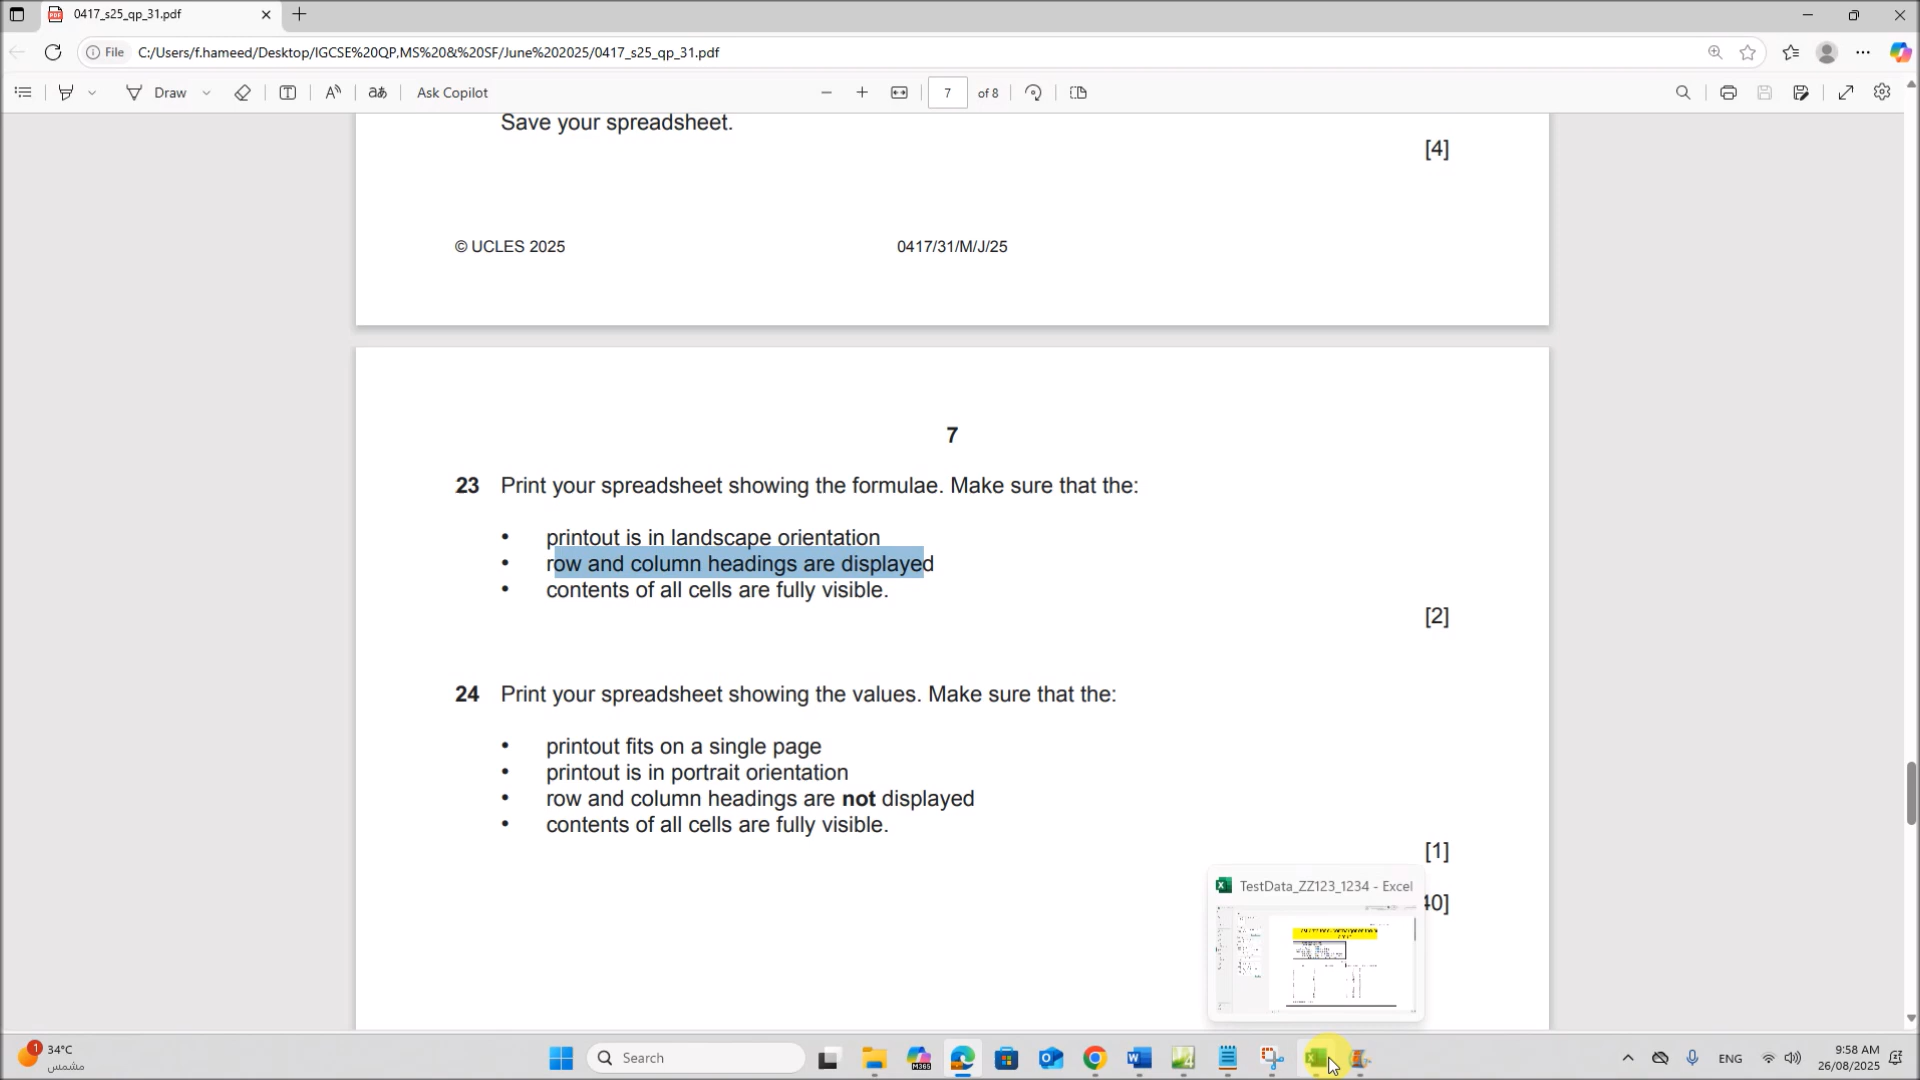 0417_s25_qp_31.pdf
File
C:/Users/f.hameed/Desktop/IGCSE%20QP,MS%20&%20SF/June%202025/0417_s25_qp_31.pdf
Draw
Ask Copilot
7
of 8
Save your spreadsheet.
[4]
© UCLES 2025
0417/31/M/J/25
7
23 Print your spreadsheet showing the formulae. Make sure that the:
• printout is in landscape orientation
• row and column headings are displayed
• contents of all cells are fully visible.
[2]
24 Print your spreadsheet showing the values. Make sure that the:
• printout fits on a single page
• printout is in portrait orientation
• row and column headings are not displayed
• contents of all cells are fully visible.
[1]
40]
TestData_ZZ123_1234 - Excel
1
34°C
مشمس
Search
ENG
9:58 AM
26/08/2025